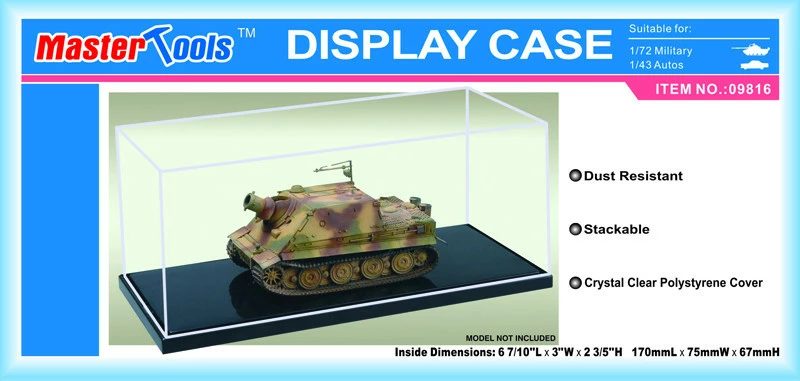 Master Tools™
DISPLAY CASE
Suitable for:
1/72 Military
1/43 Autos
ITEM NO.:09816
Dust Resistant
Stackable
Crystal Clear Polystyrene Cover
MODEL NOT INCLUDED
Inside Dimensions: 6 7/10"L x 3"W x 2 3/5"H 170mmL x 75mmW x 67mmH